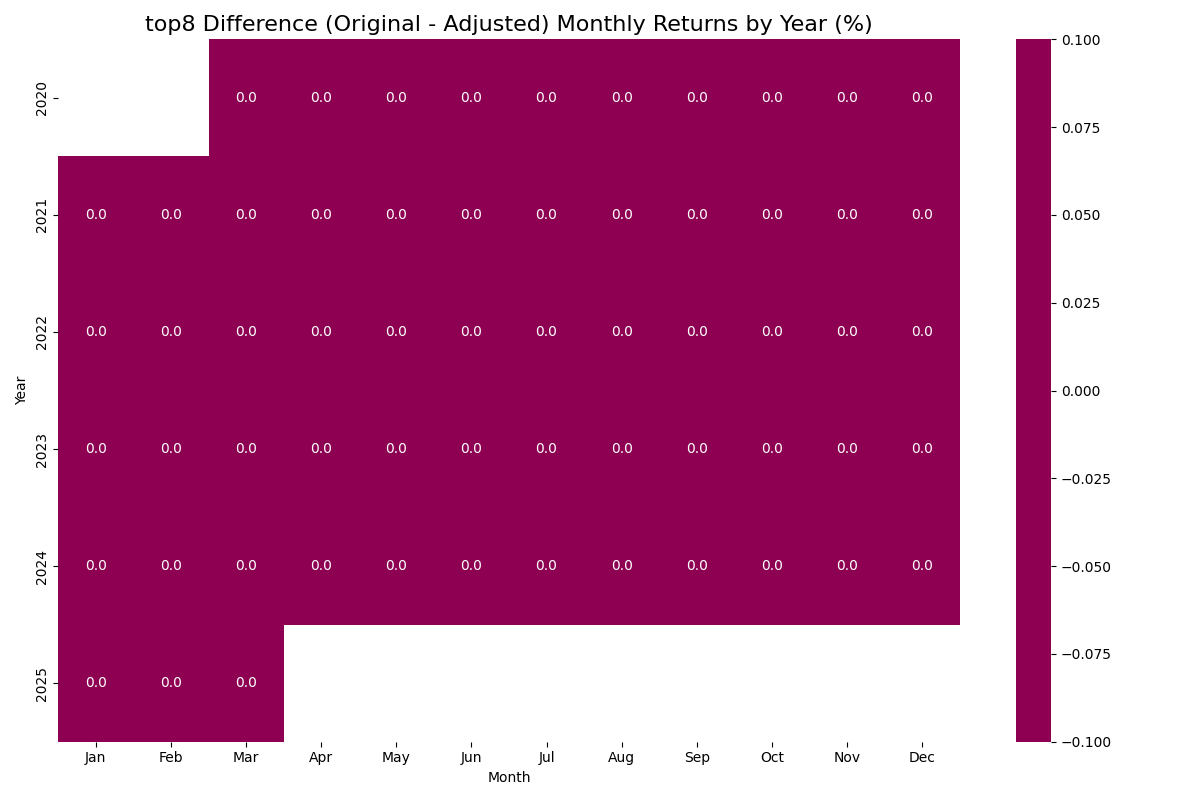 top8 Difference (Original - Adjusted) Monthly Returns by Year (%)
2020 0.0 0.0 0.0 0.0 0.0 0.0 0.0 0.0 0.0 0.0
2021 0.0 0.0 0.0 0.0 0.0 0.0 0.0 0.0 0.0 0.0 0.0 0.0
2022 0.0 0.0 0.0 0.0 0.0 0.0 0.0 0.0 0.0 0.0 0.0 0.0
Year
2023 0.0 0.0 0.0 0.0 0.0 0.0 0.0 0.0 0.0 0.0 0.0 0.0
2024 0.0 0.0 0.0 0.0 0.0 0.0 0.0 0.0 0.0 0.0 0.0 0.0
2025 0.0 0.0 0.0
Jan Feb Mar Apr May Jun Jul Aug Sep Oct Nov Dec
Month
0.100
0.075
0.050
0.025
0.000
−0.025
−0.050
−0.075
−0.100